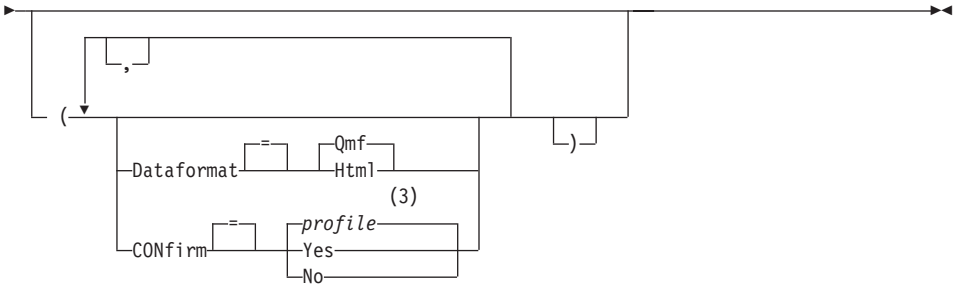 ,
(
)
= Qmf
Dataformat Html
(3)
= profile
CONfirm Yes
No